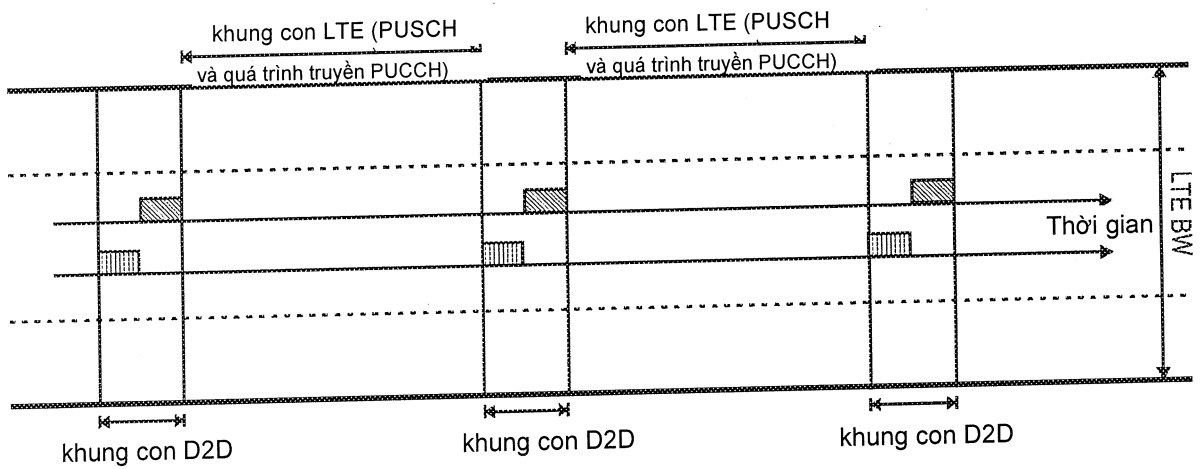 khung con LTE (PUSCH
và quá trình truyền PUCCH)
khung con LTE (PUSCH
và quá trình truyền PUCCH)
Thời gian
LTE BW
khung con D2D
khung con D2D
khung con D2D